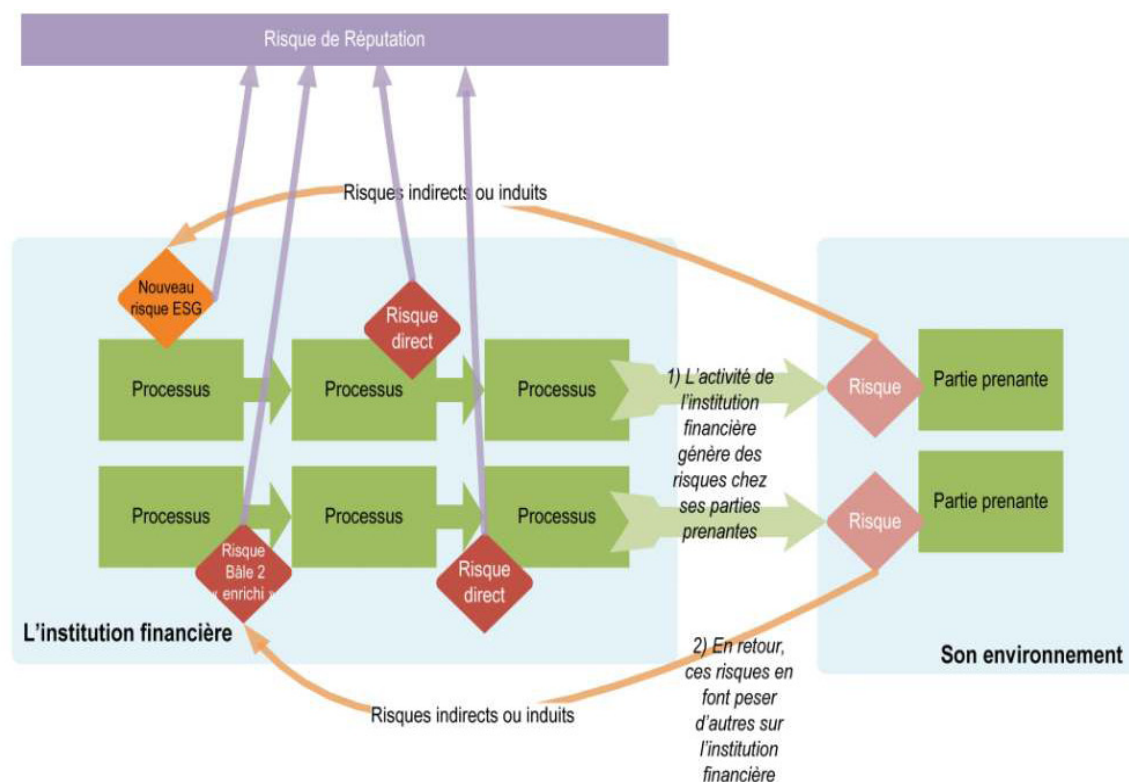 Risque de Réputation
Risques indirects ou induits
Nouveau
risque ESG
Risque
direct
Processus
Processus
Processus
1) L'activité de
l'institution
financière
génère des
risques chez
ses parties
prenantes
Risque
Partie prenante
Processus
Processus
Processus
Risque
Partie prenante
Risque
Bâle 2
« enrichi »
Risque
direct
L'institution financière
Son environnement
2) En retour,
ces risques en
font peser
d'autres sur
l'institution
financière
Risques indirects ou induits